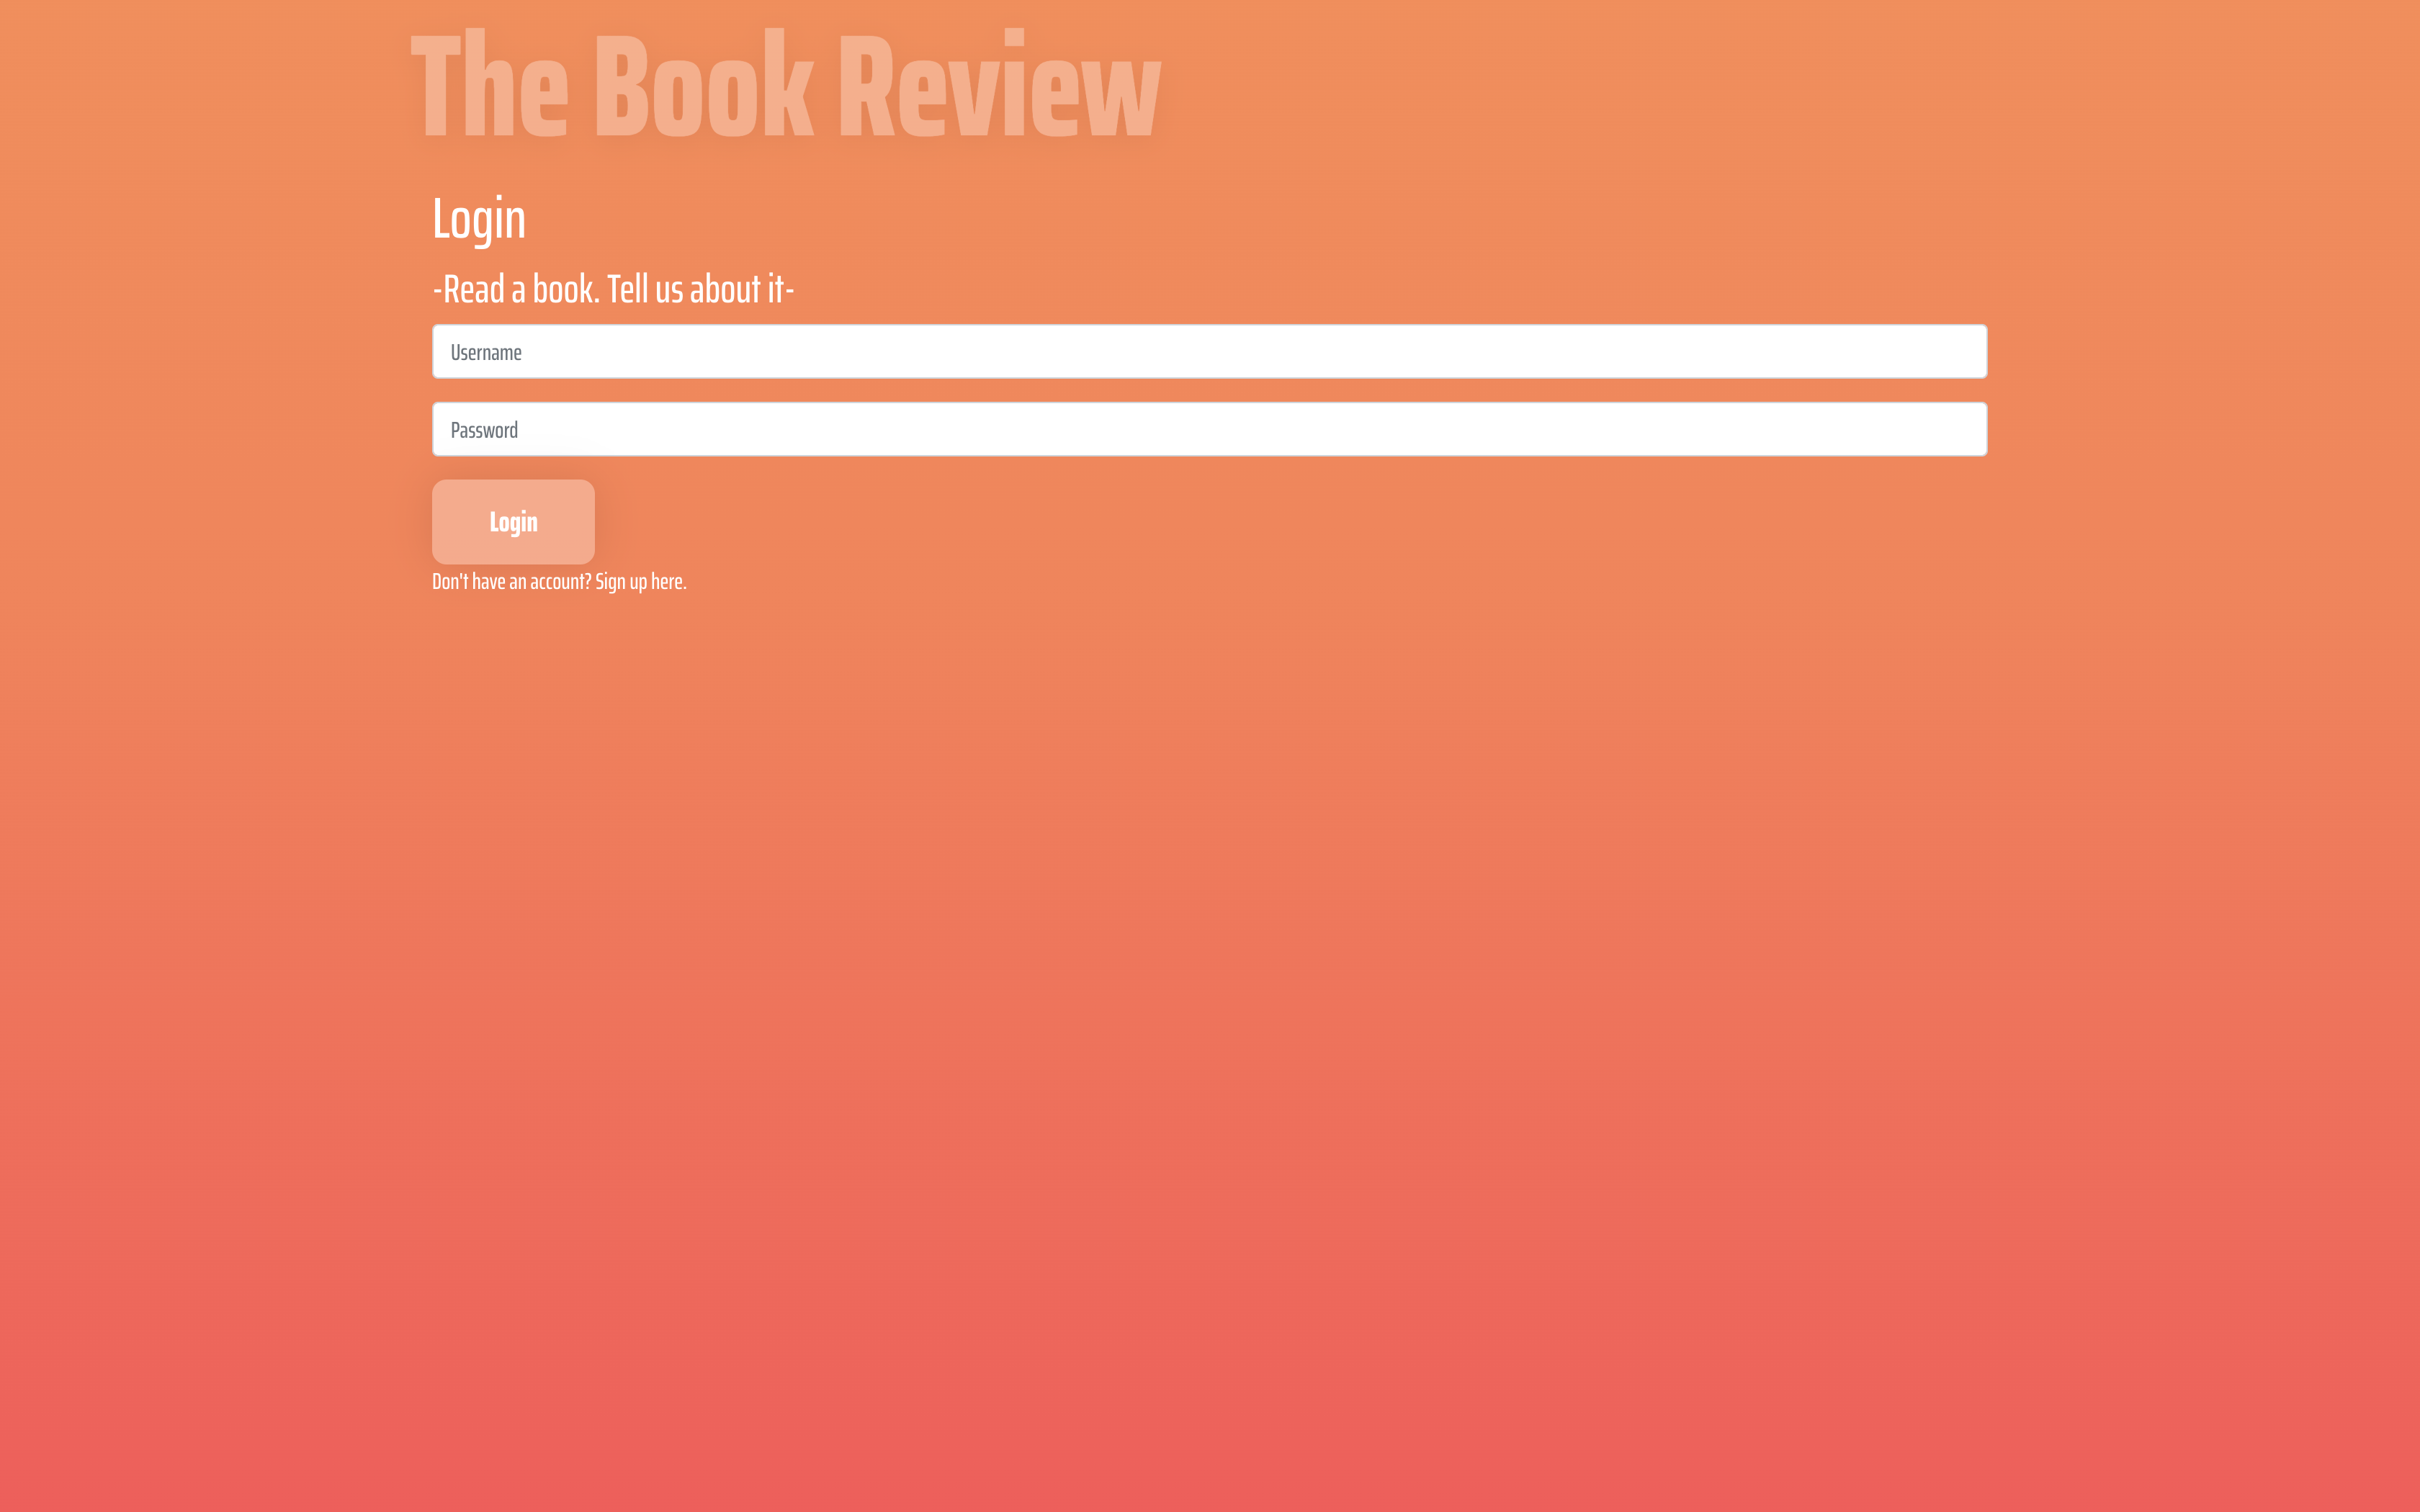 The Book Review
Login
-Read a book. Tell us about it-
Username
Password
Login
Don't have an account? Sign up here.